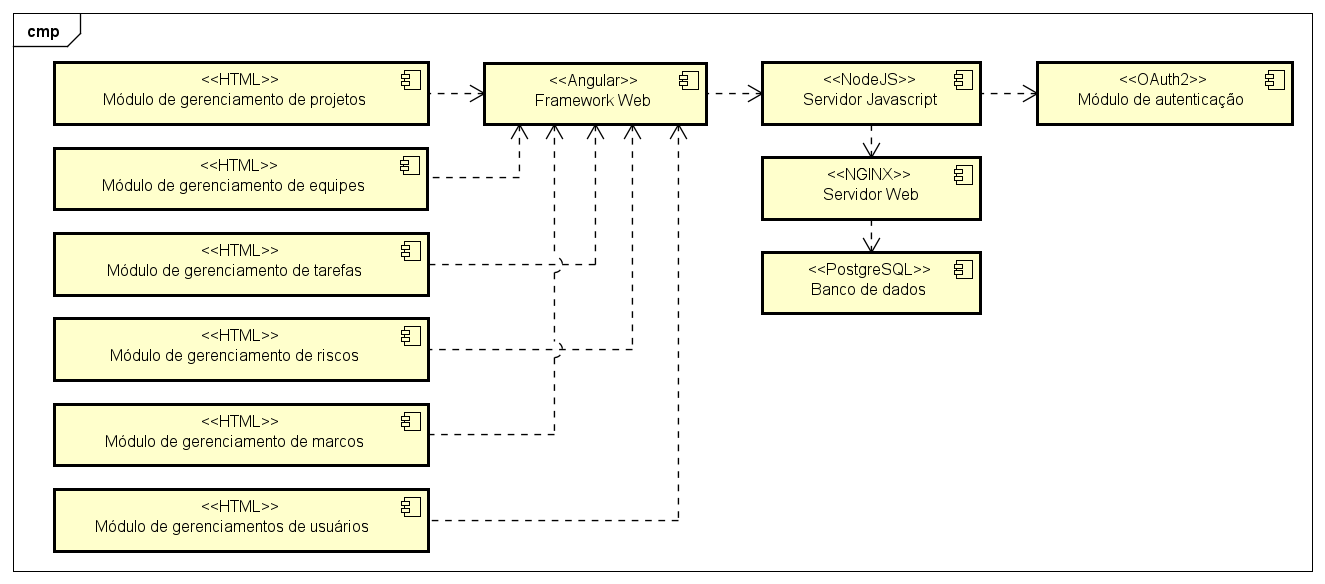 cmp
<<HTML>>
Módulo de gerenciamento de projetos
<<Angular>>
Framework Web
<<NodeJS>>
Servidor Javascript
<<OAuth2>>
Módulo de autenticação
<<HTML>>
Módulo de gerenciamento de equipes
<<NGINX>>
Servidor Web
<<HTML>>
Módulo de gerenciamento de tarefas
<<PostgreSQL>>
Banco de dados
<<HTML>>
Módulo de gerenciamento de riscos
<<HTML>>
Módulo de gerenciamento de marcos
<<HTML>>
Módulo de gerenciamentos de usuários